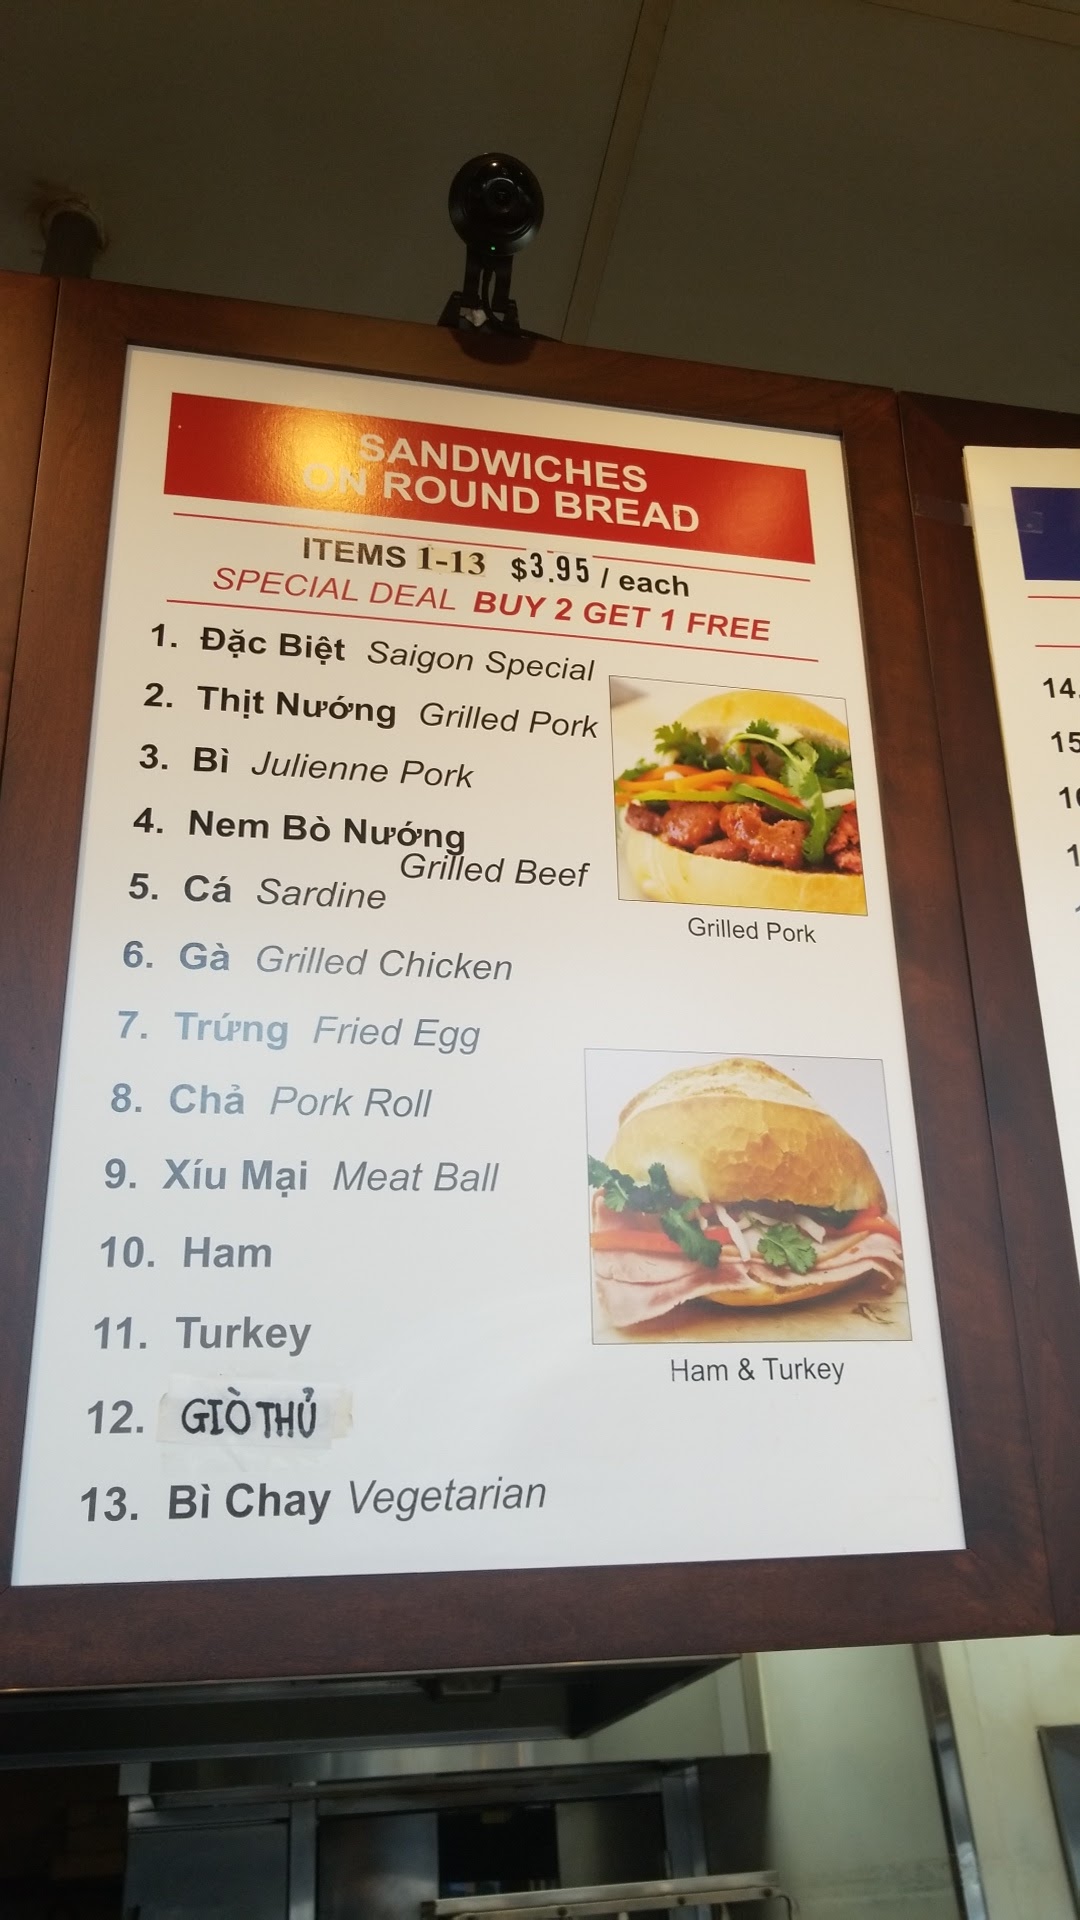 SANDWICHES
ON ROUND BREAD
ITEMS 1-13 $3.95 / each
SPECIAL DEAL BUY 2 GET 1 FREE
1. Đặc Biệt Saigon Special
2. Thịt Nướng Grilled Pork
3. Bì Julienne Pork
4. Nem Bò Nướng
Grilled Beef
5. Cá Sardine
6. Gà Grilled Chicken
7. Trứng Fried Egg
8. Chả Pork Roll
9. Xíu Mại Meat Ball
10. Ham
11. Turkey
12. GIÒ THỦ
13. Bì Chay Vegetarian
Grilled Pork
Ham & Turkey
14.
15